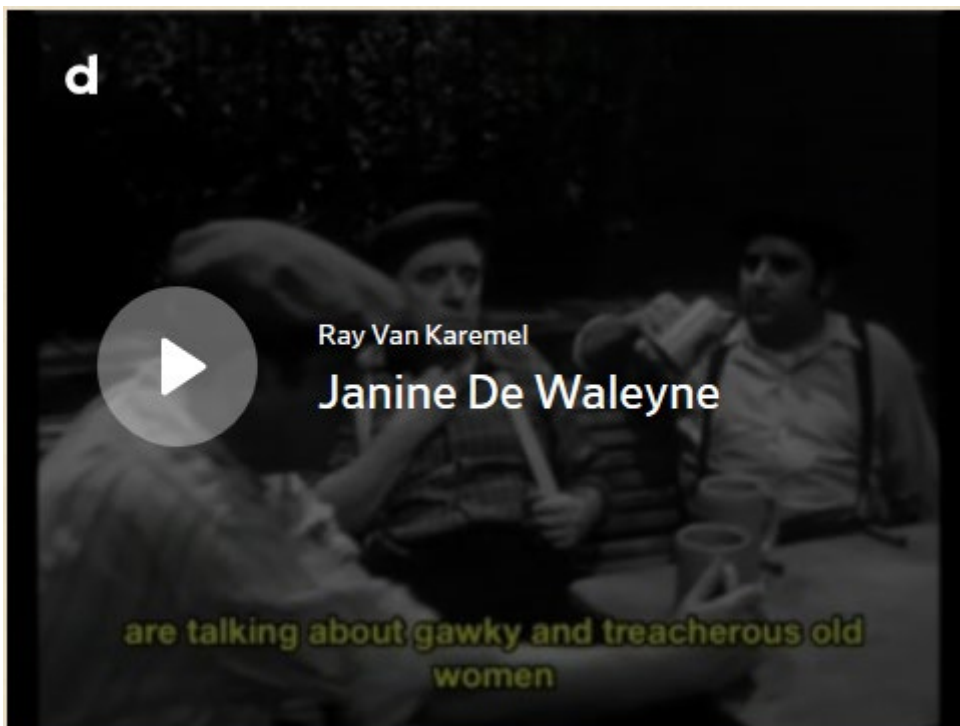 d
Ray Van Karemel
Janine De Waleyne
are talking about gawky and treacherous old
women